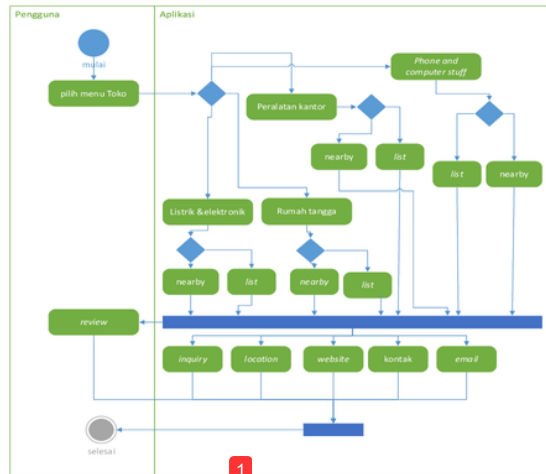 Pengguna
Aplikasi
mulai
pilih menu Toko
Peralatan kantor
Phone and
computer stuff
nearby
list
list
nearby
Listrik &elektronik
Rumah tangga
nearby
list
nearby
list
review
inquiry
location
website
kontak
email
selesai
1